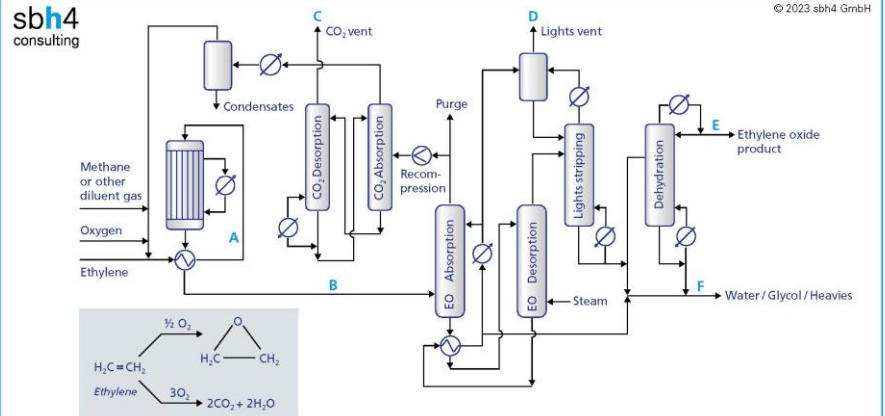 sbh4
consulting
© 2023 sbh4 GmbH
C
CO₂ vent
D
Lights vent
Condensates
Purge
Methane
or other
diluent gas
Oxygen
Ethylene
A
B
CO₂ Desorption
CO₂ Absorption
Recom-
pression
EO Absorption
EO Desorption
Steam
Lights stripping
Dehydration
E
Ethylene oxide
product
F
Water / Glycol / Heavies
½ O₂
O
H₂C
CH₂
H₂C=CH₂
Ethylene
3O₂
2CO₂ + 2H₂O